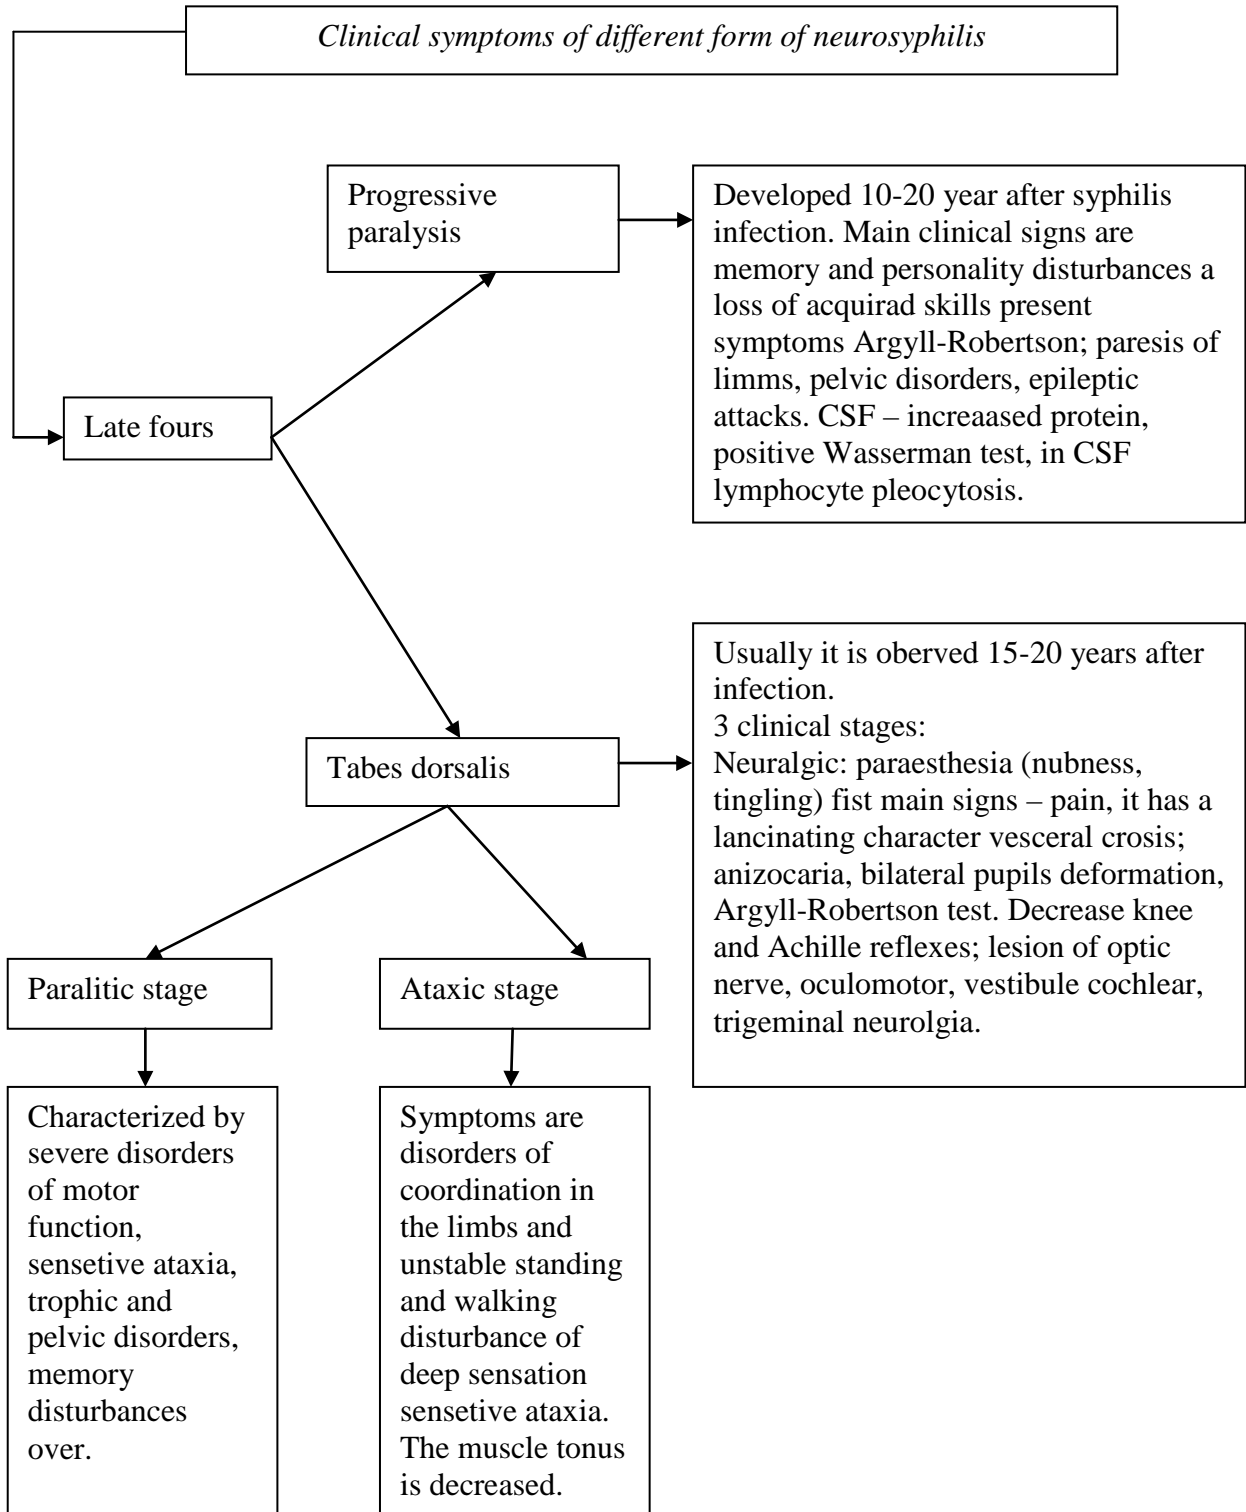 Clinical symptoms of different form of neurosyphilis
Progressive
paralysis
Developed 10-20 year after syphilis
infection. Main clinical signs are
memory and personality disturbances a
loss of acquirad skills present
symptoms Argyll-Robertson; paresis of
limms, pelvic disorders, epileptic
attacks. CSF – increaased protein,
positive Wasserman test, in CSF
lymphocyte pleocytosis.
Late fours
Tabes dorsalis
Usually it is oberved 15-20 years after
infection.
3 clinical stages:
Neuralgic: paraesthesia (nubness,
tingling) fist main signs – pain, it has a
lancinating character vesceral crosis;
anizocaria, bilateral pupils deformation,
Argyll-Robertson test. Decrease knee
and Achille reflexes; lesion of optic
nerve, oculomotor, vestibule cochlear,
trigeminal neurolgia.
Paralitic stage
Ataxic stage
Characterized by
severe disorders
of motor
function,
sensetive ataxia,
trophic and
pelvic disorders,
memory
disturbances
over.
Symptoms are
disorders of
coordination in
the limbs and
unstable standing
and walking
disturbance of
deep sensation
sensetive ataxia.
The muscle tonus
is decreased.